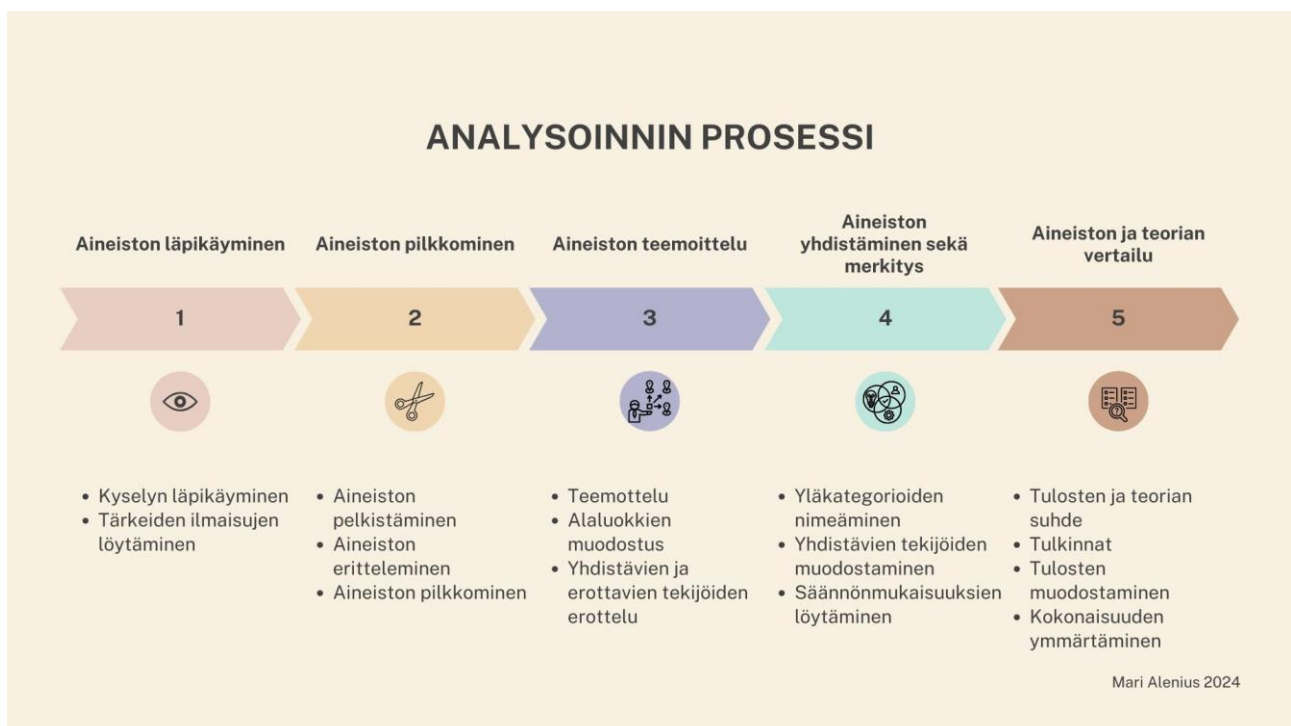 ANALYSOINNIN PROSESSI
Aineiston läpikäyminen
Aineiston pilkkominen
Aineiston teemoittelu
Aineiston
yhdistäminen sekä
merkitys
Aineiston ja teorian
vertailu
1
2
3
4
5
• Kyselyn läpikäyminen
• Tärkeiden ilmaisujen
löytäminen
• Aineiston
pelkistäminen
• Aineiston
eritteleminen
• Aineiston pilkkominen
• Teemottelu
• Alaluokkien
muodostus
• Yhdistävien ja
erottavien tekijöiden
erottelu
• Yläkategorioiden
nimeäminen
• Yhdistävien tekijöiden
muodostaminen
• Säännönmukaisuuksien
löytäminen
• Tulosten ja teorian
suhde
• Tulkinnat
• Tulosten
muodostaminen
• Kokonaisuuden
ymmärtäminen
Mari Alenius 2024